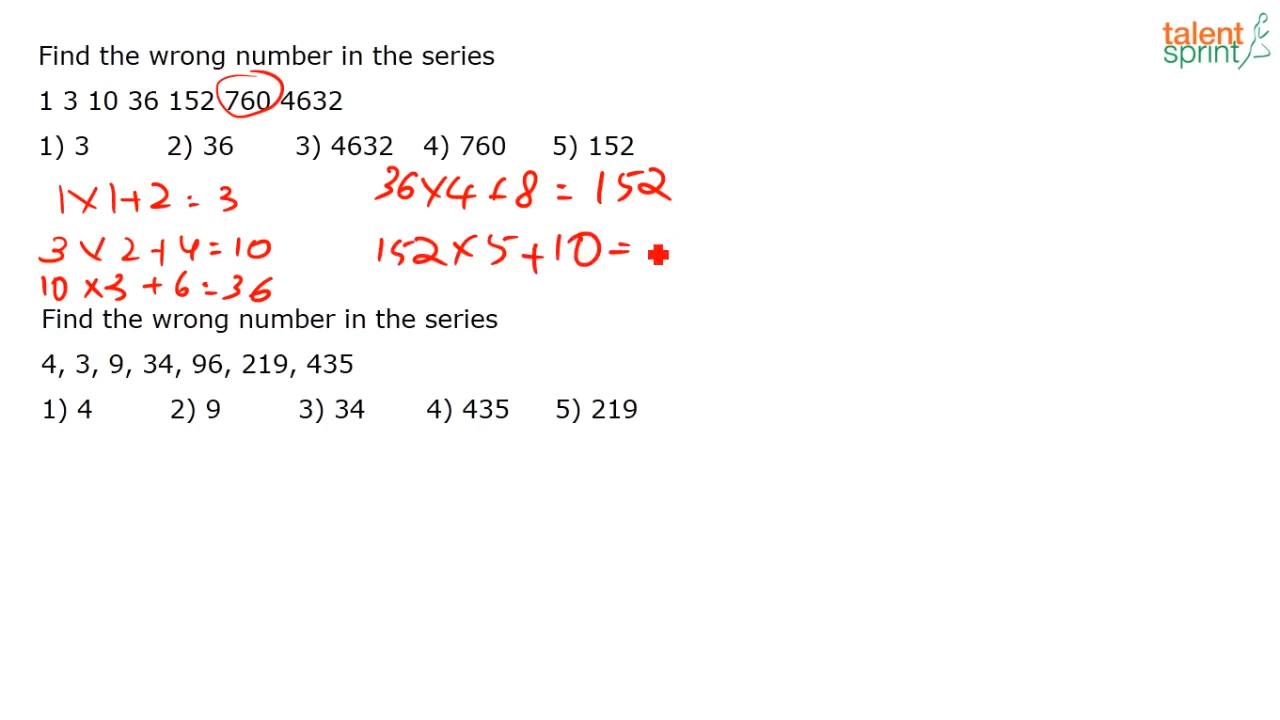 talent
sprint
Find the wrong number in the series
1 3 10 36 152 760 4632
1) 3 2) 36 3) 4632 4) 760 5) 152
1 × 1 + 2 = 3
3 × 2 + 4 = 10
10 × 3 + 6 = 36
36 × 4 + 8 = 152
152 × 5 + 10 =
Find the wrong number in the series
4, 3, 9, 34, 96, 219, 435
1) 4 2) 9 3) 34 4) 435 5) 219